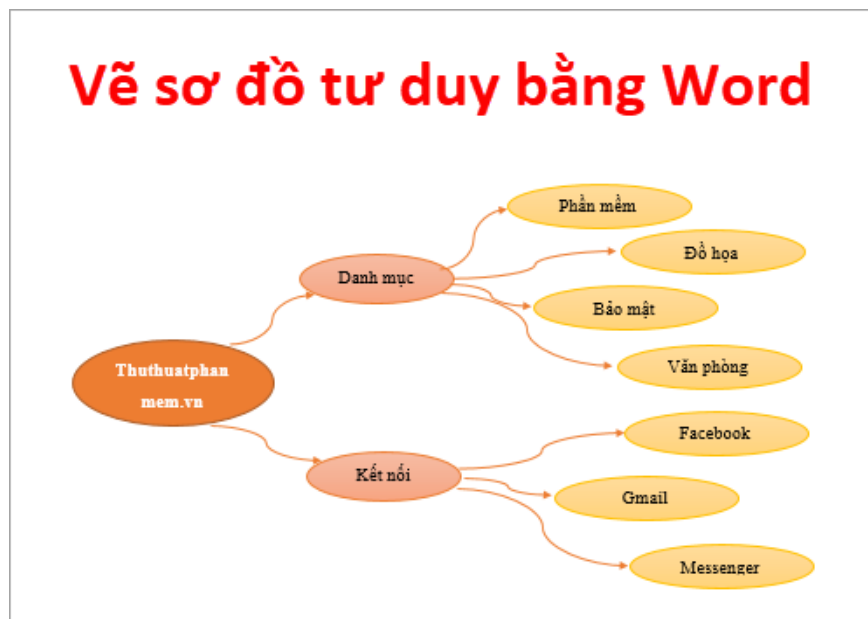 Vẽ sơ đồ tư duy bằng Word
Phần mềm
Đồ họa
Danh mục
Bảo mật
Văn phòng
Thuthuatphan
mem.vn
Facebook
Kết nối
Gmail
Messenger